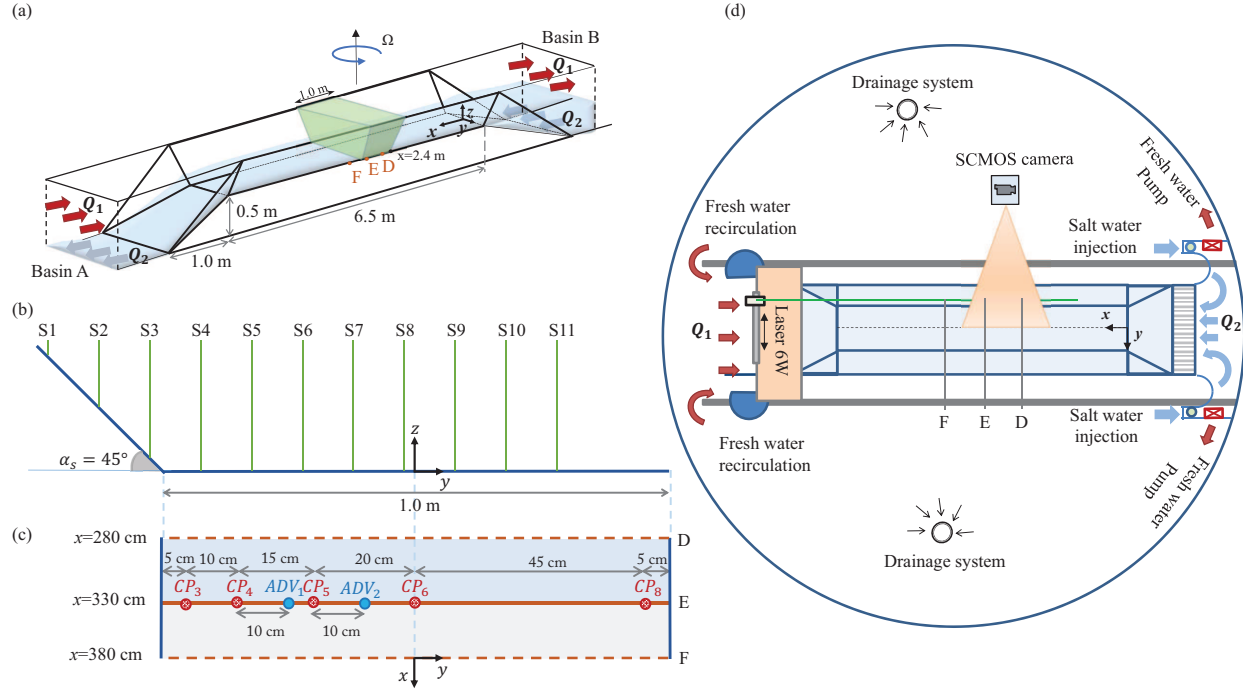 (a)
Ω
Basin B
Q₁
1.0 m
Q₂
z
x
y
x=2.4 m
D
E
F
Q₁
0.5 m
6.5 m
Q₂
Basin A
1.0 m
(b)
S1 S2 S3 S4 S5 S6 S7 S8 S9 S10 S11
z
αₛ = 45°
y
1.0 m
(c)
x=280 cm
D
5 cm 10 cm 15 cm 20 cm 45 cm 5 cm
CP₃ CP₄ ADV₁ CP₅ ADV₂ CP₆ CP₈
x=330 cm
E
10 cm 10 cm
x=380 cm
F
x y
(d)
Drainage system
SCMOS camera
Fresh water
Pump
Fresh water
recirculation
Salt water
injection
Q₁
Laser 6W
x
y
Q₂
F E D
Fresh water
recirculation
Salt water
injection
Fresh water
Pump
Drainage system